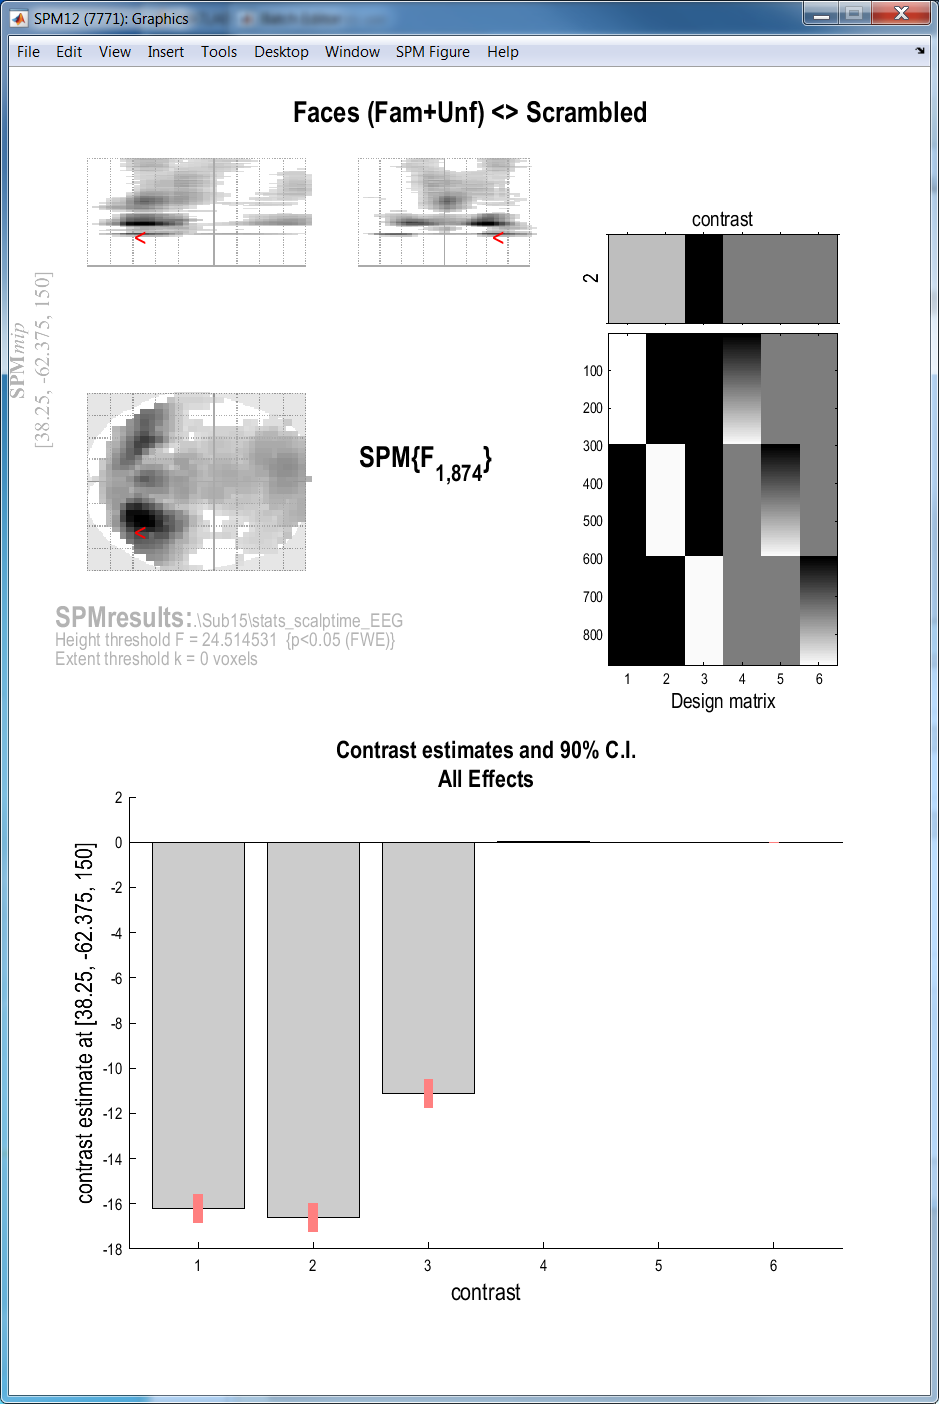 SPM12 (7771): Graphics
File Edit View Insert Tools Desktop Window SPM Figure Help
Faces (Fam+Unf) <> Scrambled
SPMmip
[38.25, -62.375, 150]
<
<
<
SPM{F1,874}
contrast
2
100
200
300
400
500
600
700
800
1 2 3 4 5 6
Design matrix
SPMresults:.\Sub15\stats_scalptime_EEG
Height threshold F = 24.514531 {p<0.05 (FWE)}
Extent threshold k = 0 voxels
Contrast estimates and 90% C.I.
All Effects
contrast estimate at [38.25, -62.375, 150]
2
0
-2
-4
-6
-8
-10
-12
-14
-16
-18
1 2 3 4 5 6
contrast